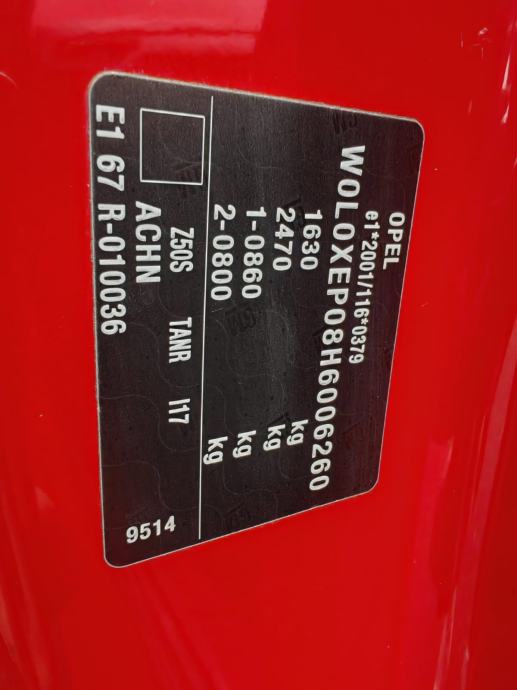 OPEL
e1*2001/116*0379
W0L0XEP08H6006260
1630 kg
2470 kg
1-0860 kg
2-0800 kg
Z50S TANR I17
ACHN
E1 67 R-010036
9514